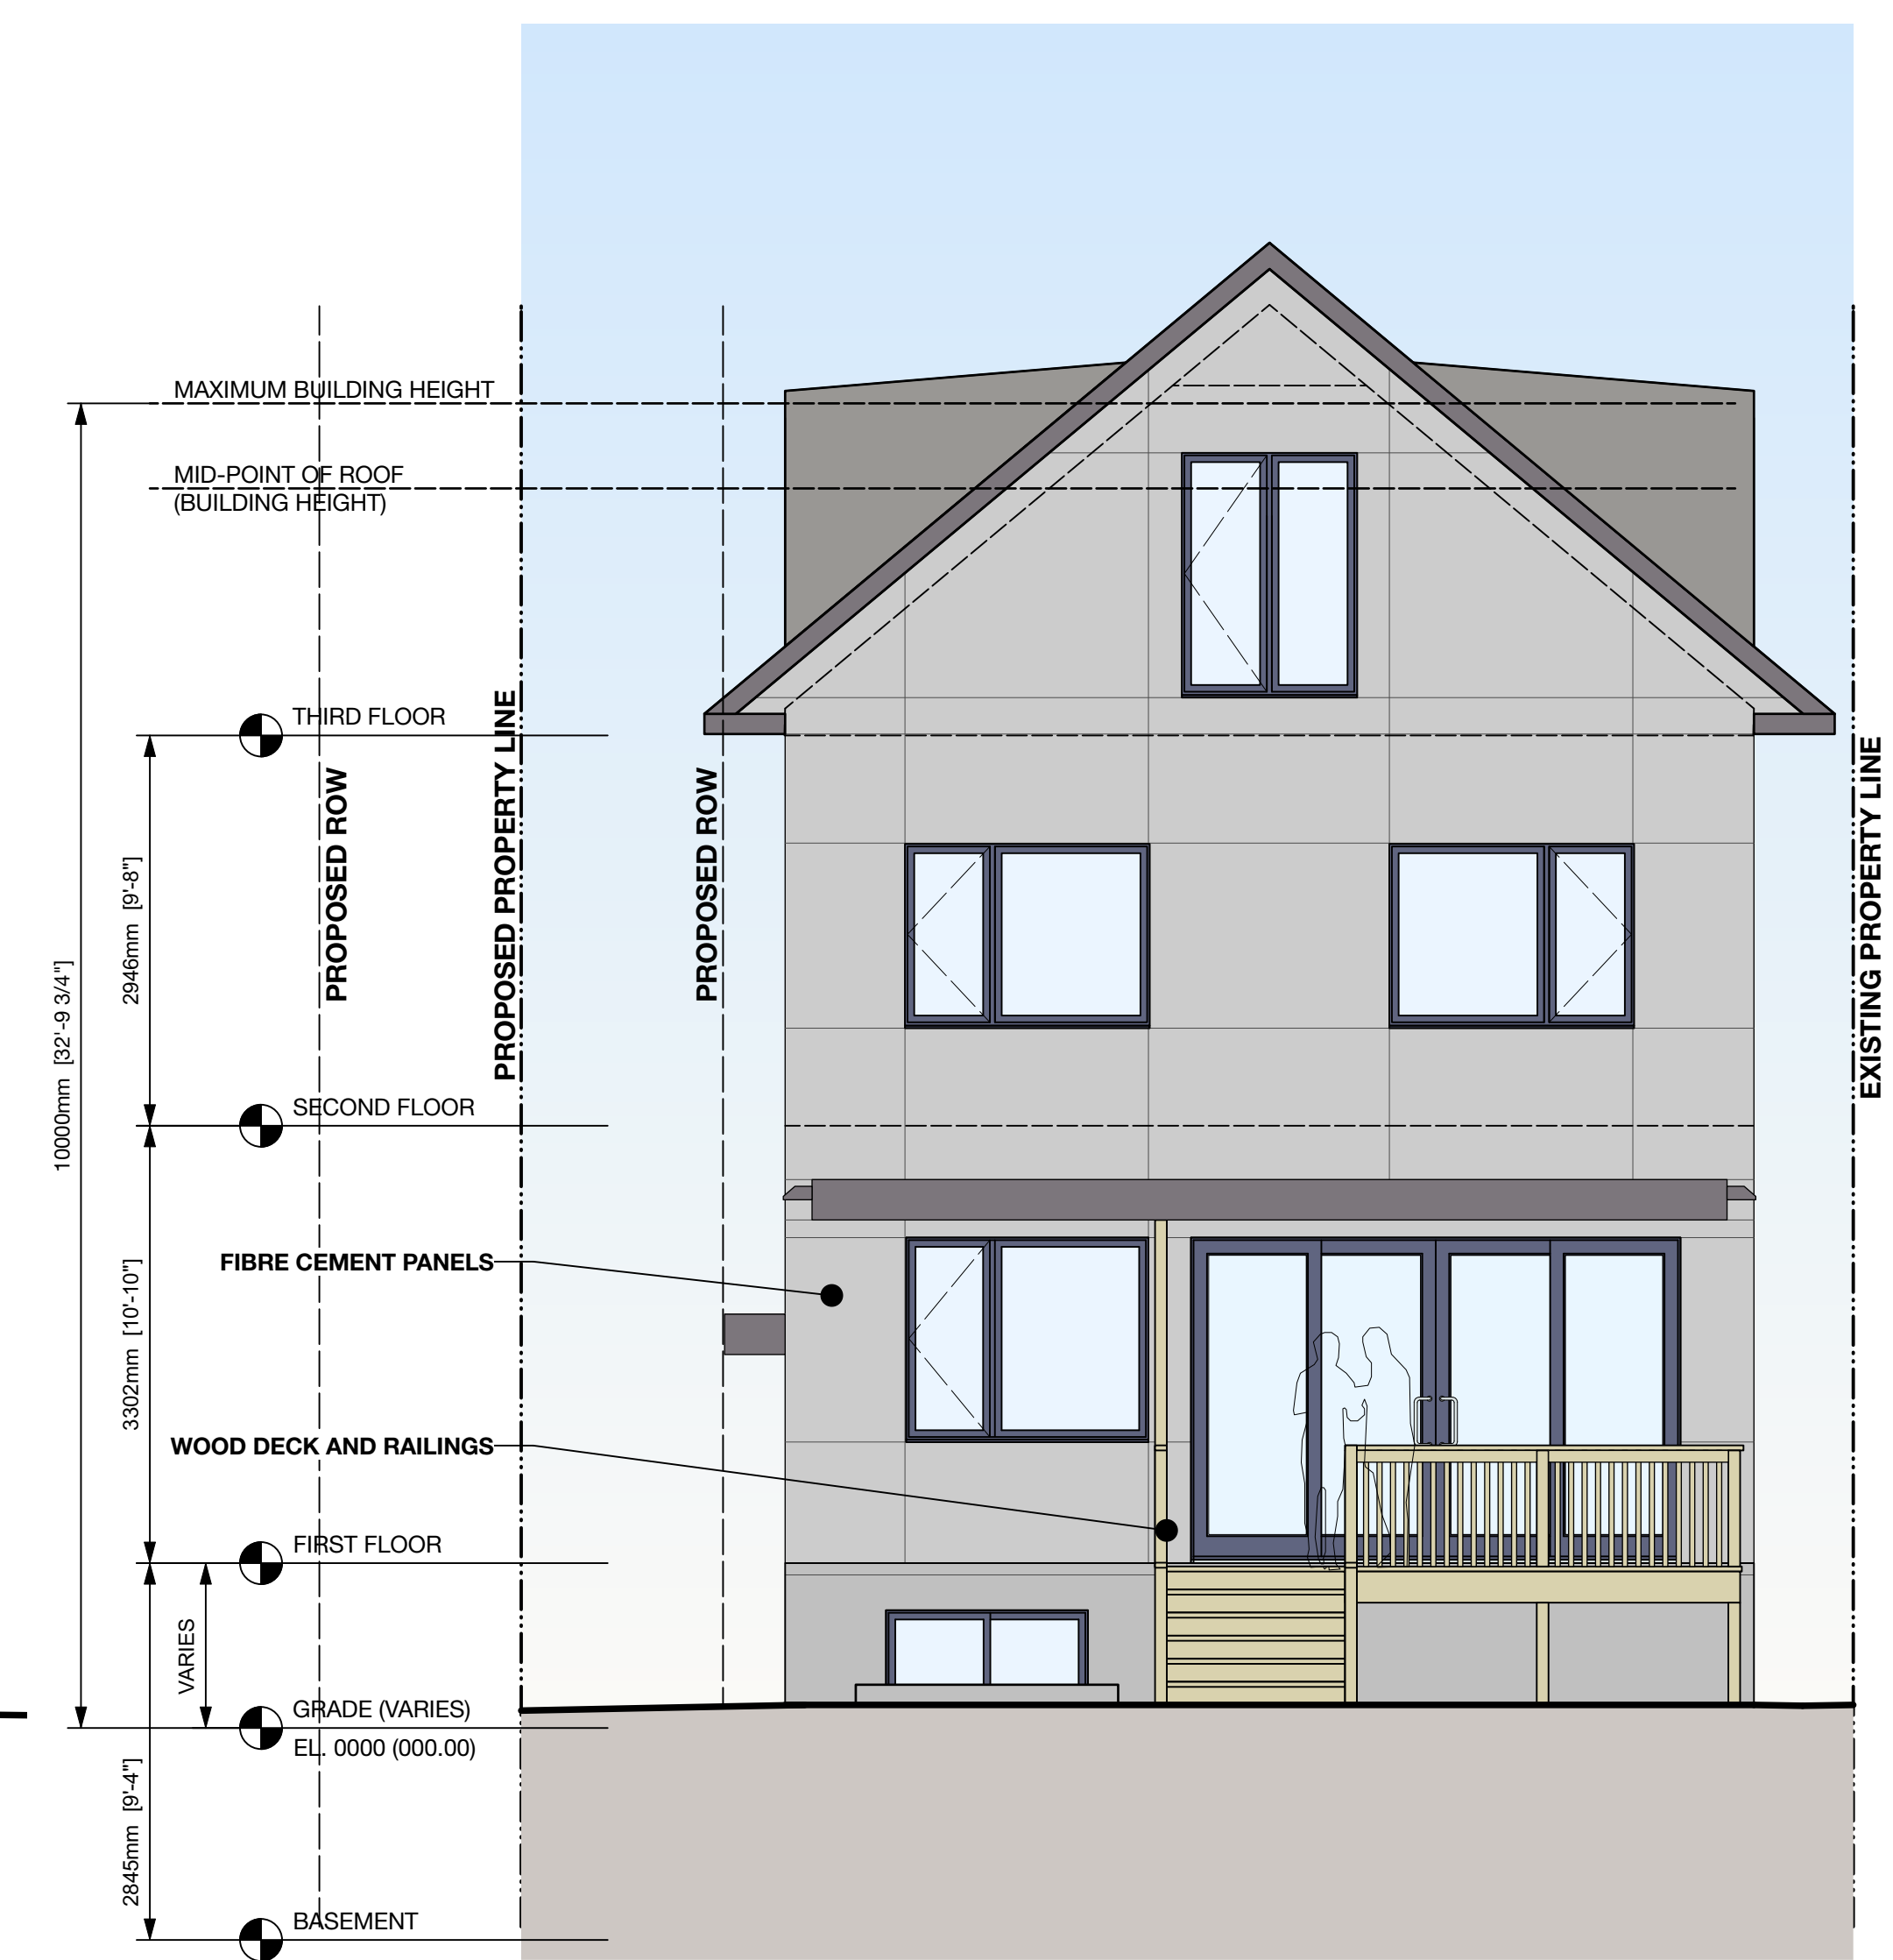 MAXIMUM BUILDING HEIGHT
MID-POINT OF ROOF
(BUILDING HEIGHT)
THIRD FLOOR
PROPOSED ROW
PROPOSED PROPERTY LINE
PROPOSED ROW
EXISTING PROPERTY LINE
2946mm [9'-8"]
10000mm [32'-9 3/4"]
SECOND FLOOR
FIBRE CEMENT PANELS
3302mm [10'-10"]
WOOD DECK AND RAILINGS
FIRST FLOOR
VARIES
GRADE (VARIES)
EL. 0000 (000.00)
2845mm [9'-4"]
BASEMENT